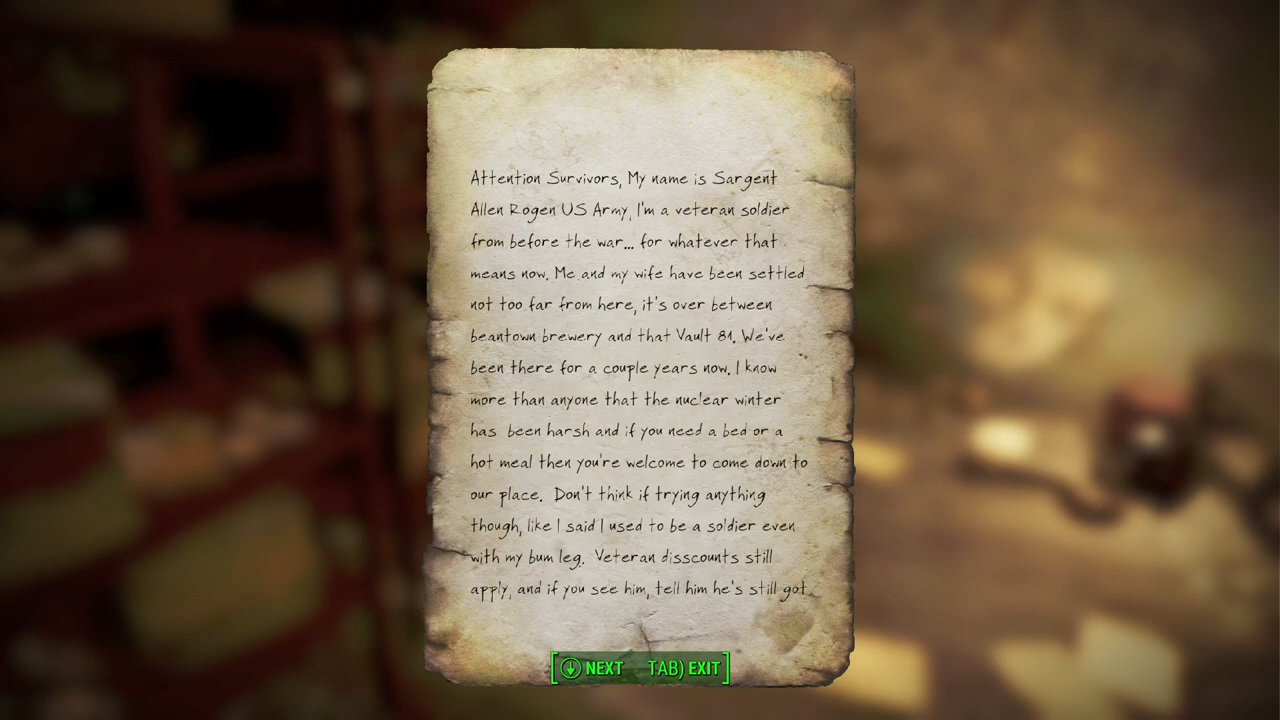 Attention Survivors, My name is Sargent
Allen Rogen US Army, I'm a veteran soldier
from before the war... for whatever that
means now. Me and my wife have been settled
not too far from here, it's over between
beantown brewery and that Vault 81. We've
been there for a couple years now. I know
more than anyone that the nuclear winter
has  been harsh and if you need a bed or a
hot meal then you're welcome to come down to
our place.  Don't think if trying anything
though, like I said I used to be a soldier even
with my bum leg.  Veteran disscounts still
apply, and if you see him, tell him he's still got
NEXT TAB) EXIT